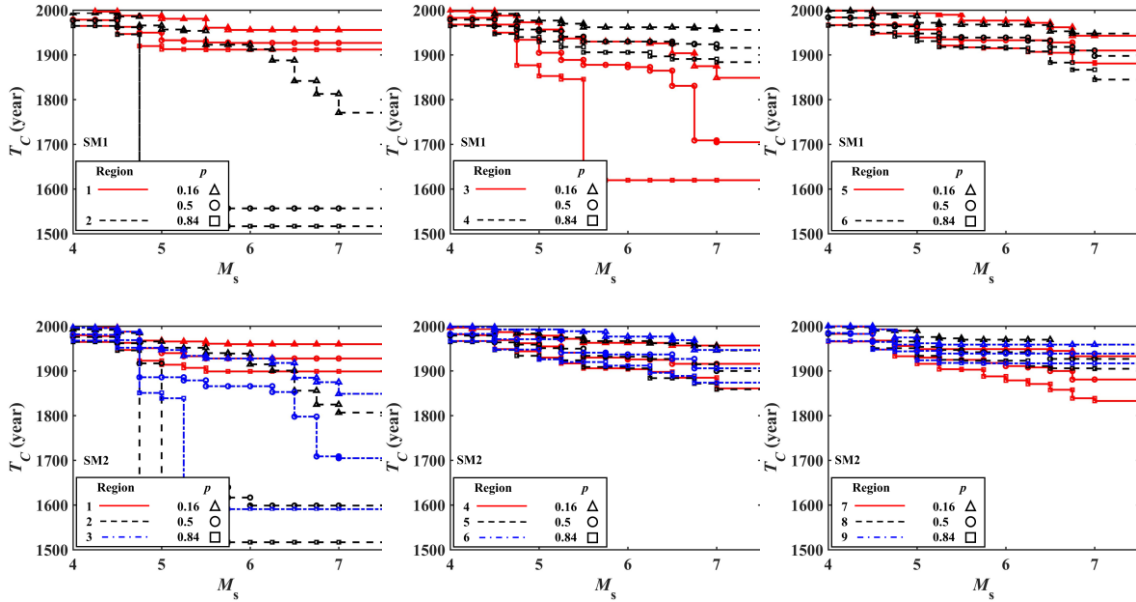 2000
1900
1800
1700
1600
1500
T_C (year)
SM1
Region p
1 0.16
0.5
2 0.84
4 5 6 7
M_s
2000
1900
1800
1700
1600
1500
T_C (year)
SM1
Region p
3 0.16
0.5
4 0.84
4 5 6 7
M_s
2000
1900
1800
1700
1600
1500
T_C (year)
SM1
Region p
5 0.16
0.5
6 0.84
4 5 6 7
M_s
2000
1900
1800
1700
1600
1500
T_C (year)
SM2
Region p
1 0.16
2 0.5
3 0.84
4 5 6 7
M_s
2000
1900
1800
1700
1600
1500
T_C (year)
SM2
Region p
4 0.16
5 0.5
6 0.84
4 5 6 7
M_s
2000
1900
1800
1700
1600
1500
T_C (year)
SM2
Region p
7 0.16
8 0.5
9 0.84
4 5 6 7
M_s